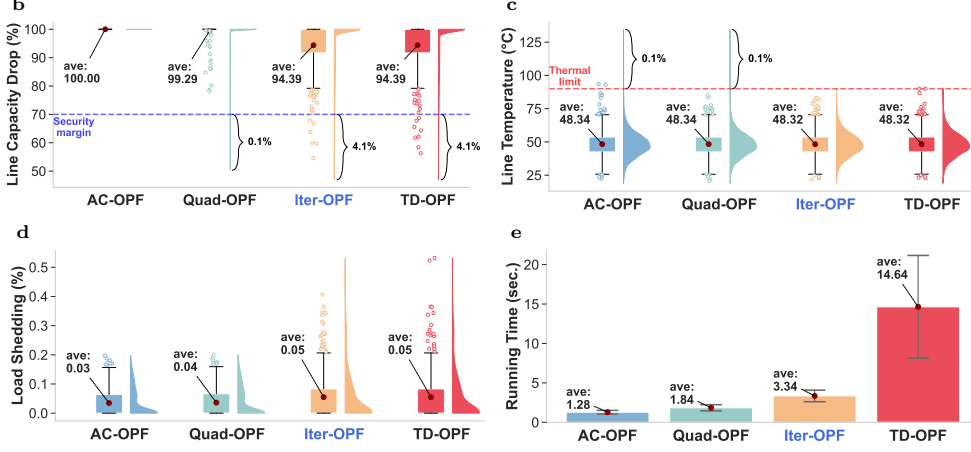 b
Line Capacity Drop (%)
100
90
80
70
60
50
ave:
100.00
ave:
99.29
ave:
94.39
ave:
94.39
Security
margin
0.1%
4.1%
4.1%
AC-OPF
Quad-OPF
Iter-OPF
TD-OPF
c
Line Temperature (°C)
125
100
75
50
25
Thermal
limit
0.1%
0.1%
ave:
48.34
ave:
48.34
ave:
48.32
ave:
48.32
AC-OPF
Quad-OPF
Iter-OPF
TD-OPF
d
Load Shedding (%)
0.5
0.4
0.3
0.2
0.1
0.0
ave:
0.03
ave:
0.04
ave:
0.05
ave:
0.05
AC-OPF
Quad-OPF
Iter-OPF
TD-OPF
e
Running Time (sec.)
20
15
10
5
0
ave:
1.28
ave:
1.84
ave:
3.34
ave:
14.64
AC-OPF
Quad-OPF
Iter-OPF
TD-OPF